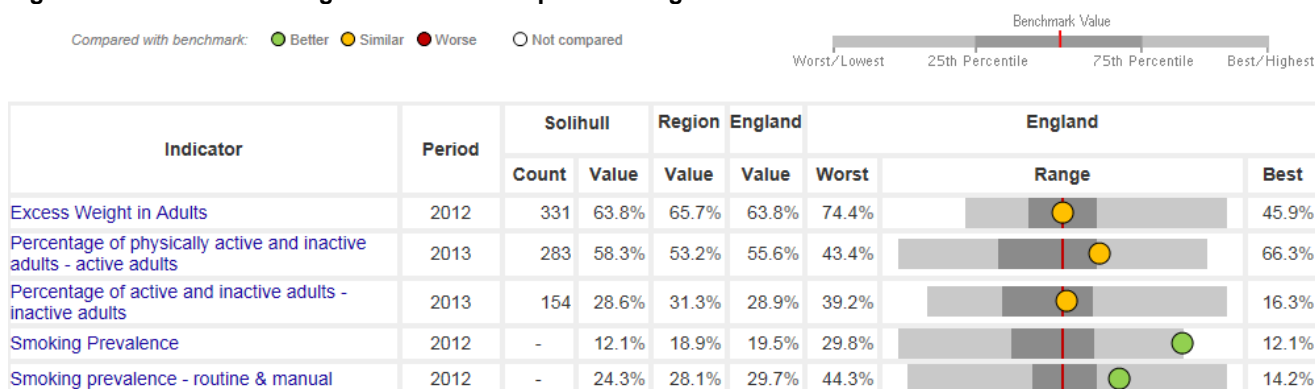 Compared with benchmark: Better Similar Worse Not compared
Benchmark Value
Worst/Lowest 25th Percentile 75th Percentile Best/Highest
Indicator Period Solihull Region England England
Count Value Value Value Worst Range Best
Excess Weight in Adults 2012 331 63.8% 65.7% 63.8% 74.4% 45.9%
Percentage of physically active and inactive
adults - active adults 2013 283 58.3% 53.2% 55.6% 43.4% 66.3%
Percentage of active and inactive adults -
inactive adults 2013 154 28.6% 31.3% 28.9% 39.2% 16.3%
Smoking Prevalence 2012 - 12.1% 18.9% 19.5% 29.8% 12.1%
Smoking prevalence - routine & manual 2012 - 24.3% 28.1% 29.7% 44.3% 14.2%